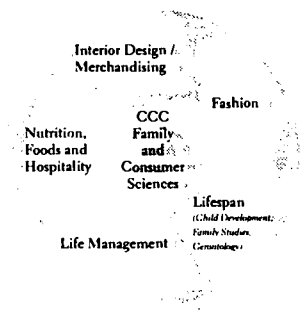 Interior Design /
Merchandising
Fashion
CCC
Family
and
Consumer
Sciences
Nutrition,
Foods and
Hospitality
Lifespan
(Child Development,
Family Studies,
Gerontology)
Life Management